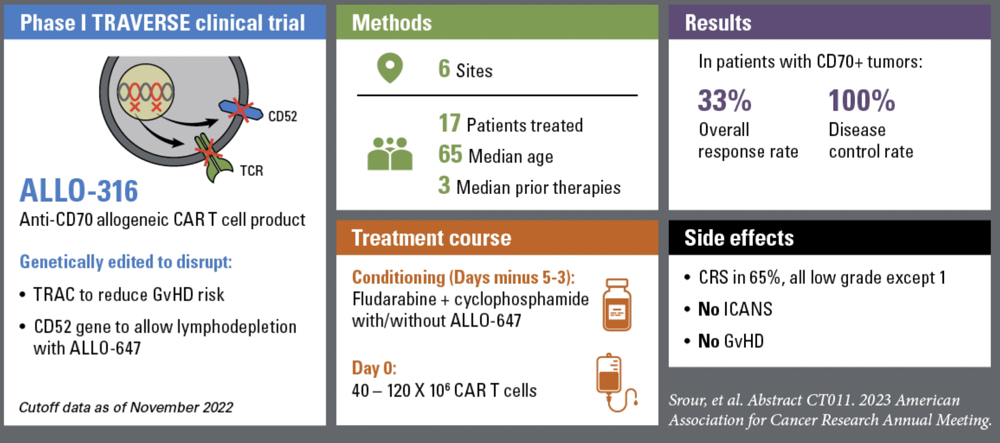 Phase I TRAVERSE clinical trial
CD52
TCR
ALLO-316
Anti-CD70 allogeneic CAR T cell product
Genetically edited to disrupt:
• TRAC to reduce GvHD risk
• CD52 gene to allow lymphodepletion
with ALLO-647
Cutoff data as of November 2022
Methods
6 Sites
17 Patients treated
65 Median age
3 Median prior therapies
Treatment course
Conditioning (Days minus 5-3):
Fludarabine + cyclophosphamide
with/without ALLO-647
Day 0:
40 – 120 X 10⁶ CAR T cells
Results
In patients with CD70+ tumors:
33%
Overall
response rate
100%
Disease
control rate
Side effects
• CRS in 65%, all low grade except 1
• No ICANS
• No GvHD
Srour, et al. Abstract CT011. 2023 American
Association for Cancer Research Annual Meeting.